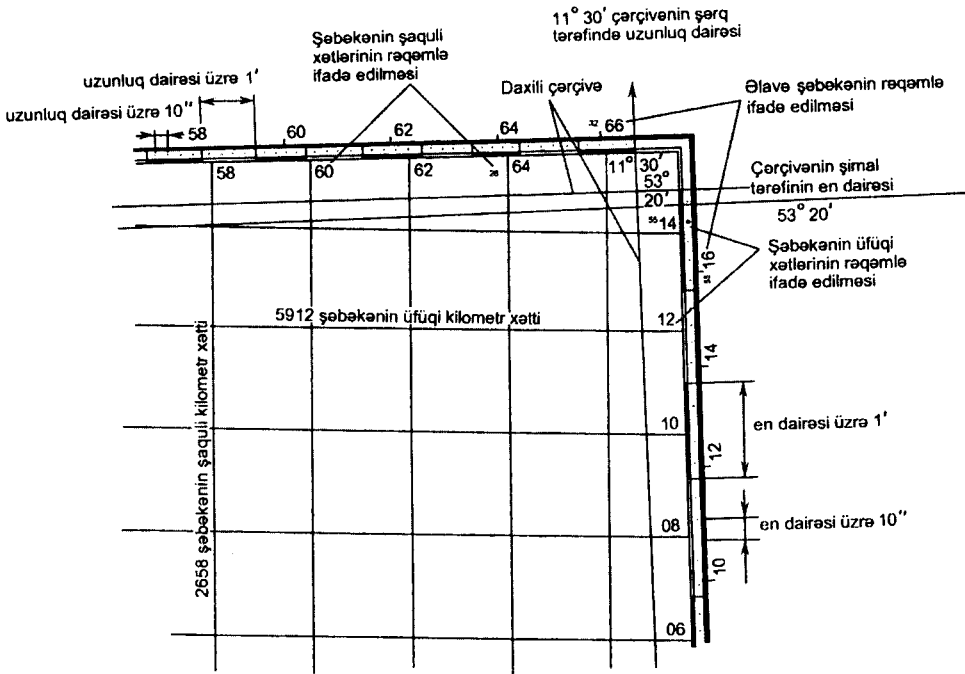 11° 30′ çərçivənin şərq
tərəfində uzunluq dairəsi
Şəbəkənin şaquli
xətlərinin rəqəmlə
ifadə edilməsi
uzunluq dairəsi üzrə 1′
Daxili çərçivə
Əlavə şəbəkənin rəqəmlə
ifadə edilməsi
uzunluq dairəsi üzrə 10″
58 60 62 64 32 66
58 60 62 28 64 11° 30′
53°
20′
Çərçivənin şimal
tərəfinin en dairəsi
53° 20′
14
Şəbəkənin üfüqi
xətlərinin rəqəmlə
ifadə edilməsi
16
5912 şəbəkənin üfüqi kilometr xətti
12
14
2658 şəbəkənin şaquli kilometr xətti
en dairəsi üzrə 1′
10
12
08
en dairəsi üzrə 10″
10
06